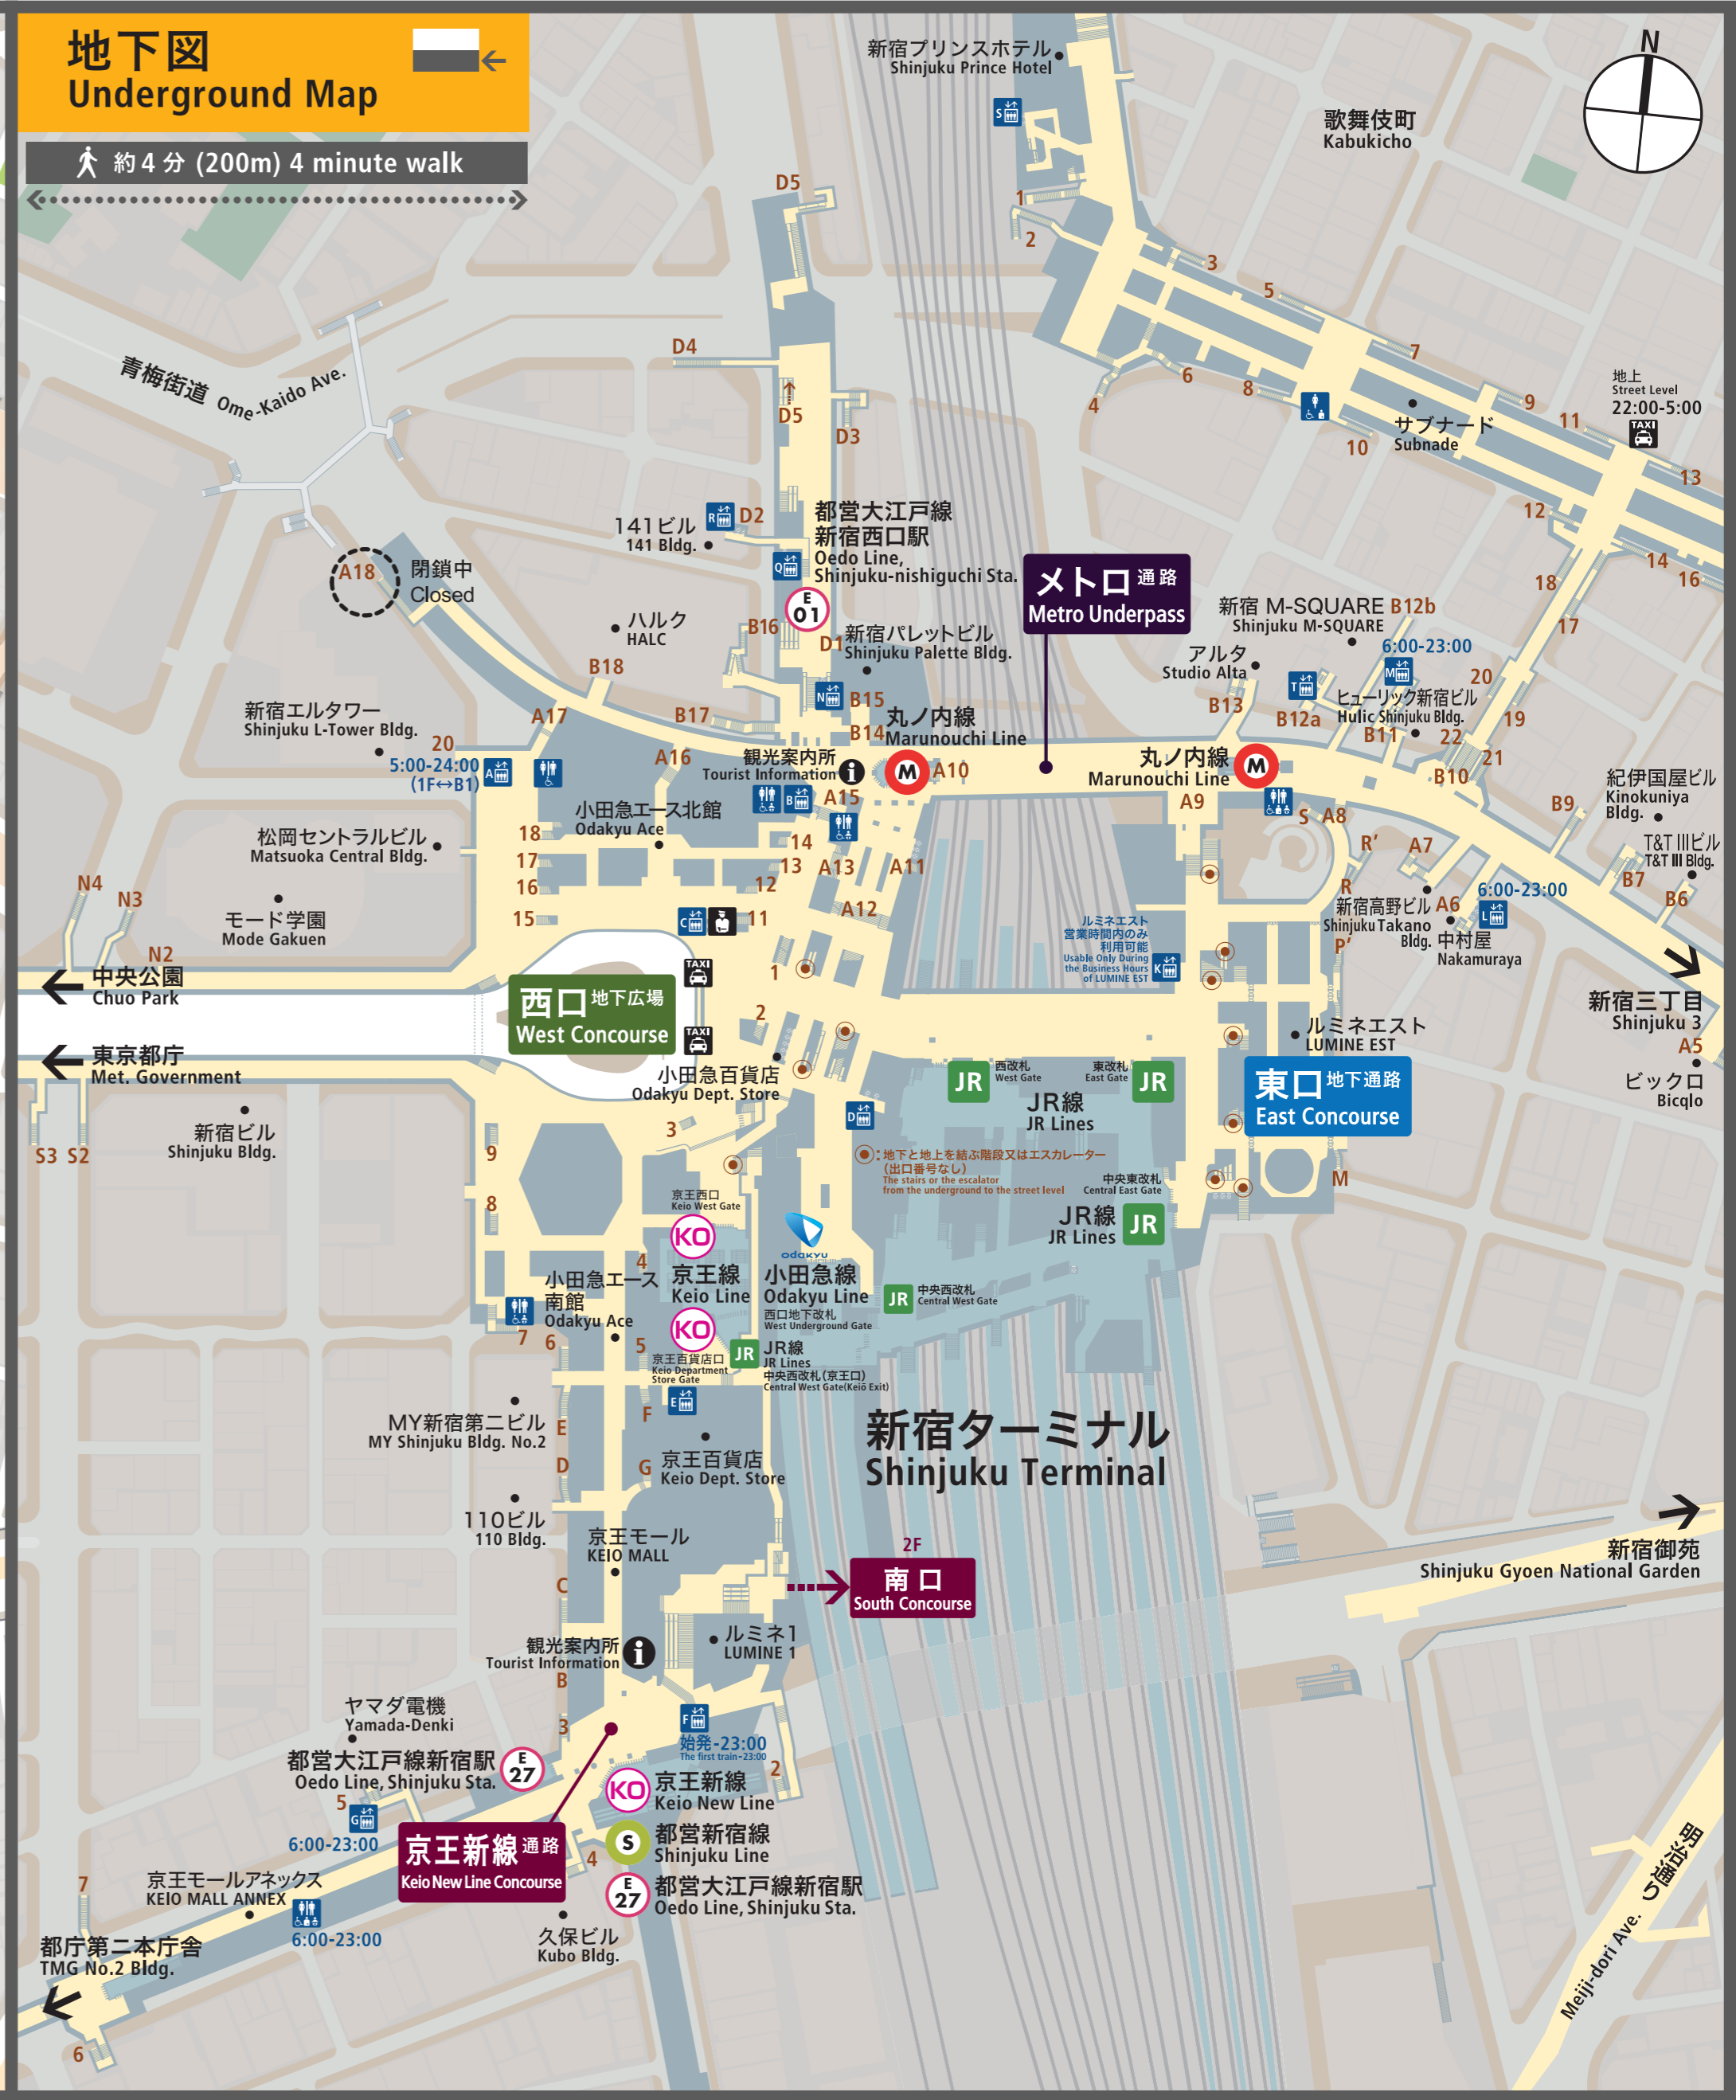 地下図
Underground Map
約4分 (200m) 4 minute walk
N
新宿プリンスホテル
Shinjuku Prince Hotel
S
歌舞伎町
Kabukicho
D5
1
2
3
5
7
9
11
13
4
6
8
10
12
14
16
18
17
20
19
22
21
地上
Street Level
22:00-5:00
TAXI
サブナード
Subnade
D4
D5
D3
青梅街道 Ome-Kaido Ave.
A18
閉鎖中
Closed
141ビル
141 Bldg.
R
D2
Q
都営大江戸線
新宿西口駅
Oedo Line,
Shinjuku-nishiguchi Sta.
E
01
メトロ通路
Metro Underpass
ハルク
HALC
B16
D1
新宿パレットビル
Shinjuku Palette Bldg.
B18
N
B15
B14
B17
A17
A16
新宿エルタワー
Shinjuku L-Tower Bldg.
20
5:00-24:00
(1F↔B1)
A
丸ノ内線
Marunouchi Line
M
A10
観光案内所
Tourist Information
i
B
A15
新宿 M-SQUARE
Shinjuku M-SQUARE
B12b
6:00-23:00
M
アルタ
Studio Alta
T
B13
B12a
ヒューリック新宿ビル
Hulic Shinjuku Bldg.
B11
B10
丸ノ内線
Marunouchi Line
M
A9
S
A8
R'
A7
R
B9
紀伊国屋ビル
Kinokuniya
Bldg.
T&T IIIビル
T&T III Bldg.
B7
B6
6:00-23:00
L
新宿高野ビル
Shinjuku Takano
Bldg.
A6
中村屋
Nakamuraya
P'
新宿三丁目
Shinjuku 3
A5
ビックロ
Bicqlo
小田急エース北館
Odakyu Ace
18
17
16
15
14
13
12
11
A13
A11
A12
C
松岡セントラルビル
Matsuoka Central Bldg.
N4
N3
N2
モード学園
Mode Gakuen
中央公園
Chuo Park
東京都庁
Met. Government
西口地下広場
West Concourse
TAXI
TAXI
1
2
ルミネエスト
営業時間内のみ
利用可能
Usable Only During
the Business Hours
of LUMINE EST
K
ルミネエスト
LUMINE EST
東口地下通路
East Concourse
JR
西改札
West Gate
東改札
East Gate
JR
JR線
JR Lines
小田急百貨店
Odakyu Dept. Store
D
新宿ビル
Shinjuku Bldg.
S3
S2
3
9
8
:地下と地上を結ぶ階段又はエスカレーター
(出口番号なし)
The stairs or the escalator
from the underground to the street level
中央東改札
Central East Gate
JR線
JR Lines
JR
M
京王西口
Keio West Gate
KO
4
京王線
Keio Line
KO
odakyu
小田急線
Odakyu Line
西口地下改札
West Underground Gate
JR
中央西改札
Central West Gate
小田急エース
南館
Odakyu Ace
7
6
5
京王百貨店口
Keio Department
Store Gate
JR
JR線
JR Lines
中央西改札(京王口)
Central West Gate(Keiō Exit)
E
F
MY新宿第二ビル
MY Shinjuku Bldg. No.2
E
D
G
京王百貨店
Keio Dept. Store
新宿ターミナル
Shinjuku Terminal
110ビル
110 Bldg.
京王モール
KEIO MALL
2F
南口
South Concourse
新宿御苑
Shinjuku Gyoen National Garden
C
ルミネ1
LUMINE 1
観光案内所
Tourist Information
i
B
3
F
始発-23:00
The first train-23:00
2
ヤマダ電機
Yamada-Denki
都営大江戸線新宿駅
Oedo Line, Shinjuku Sta.
E
27
5
G
6:00-23:00
京王新線通路
Keio New Line Concourse
KO
京王新線
Keio New Line
S
都営新宿線
Shinjuku Line
4
E
27
都営大江戸線新宿駅
Oedo Line, Shinjuku Sta.
7
京王モールアネックス
KEIO MALL ANNEX
6:00-23:00
久保ビル
Kubo Bldg.
都庁第二本庁舎
TMG No.2 Bldg.
6
明治通り
Meiji-dori Ave.